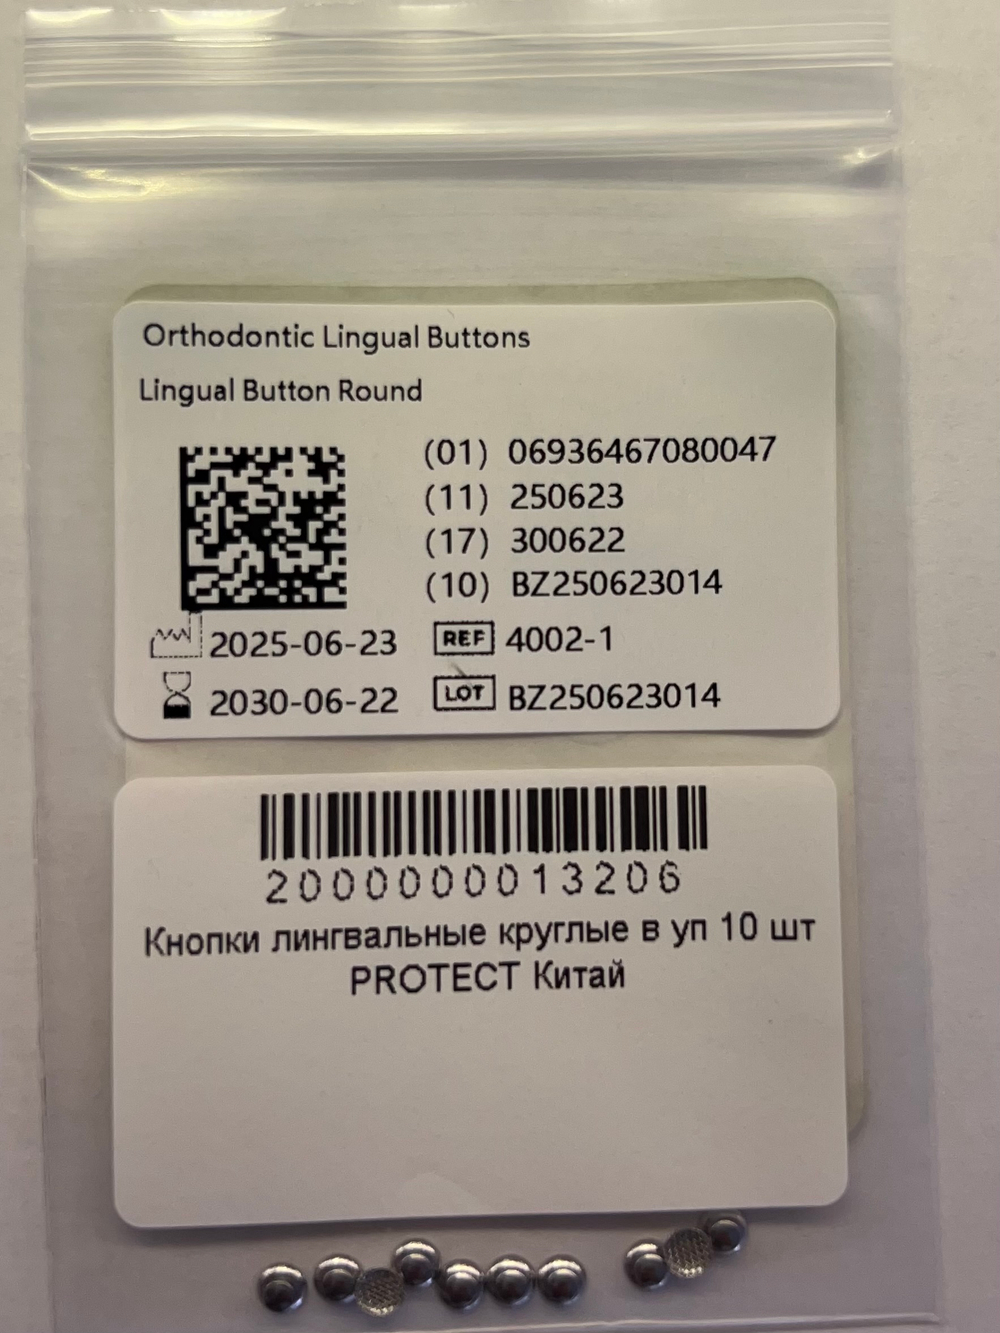 Orthodontic Lingual Buttons
Lingual Button Round
(01) 06936467080047
(11) 250623
(17) 300622
(10) BZ250623014
2025-06-23 REF 4002-1
2030-06-22 LOT BZ250623014
2000000013206
Кнопки лингвальные круглые в уп 10 шт
PROTECT Китай